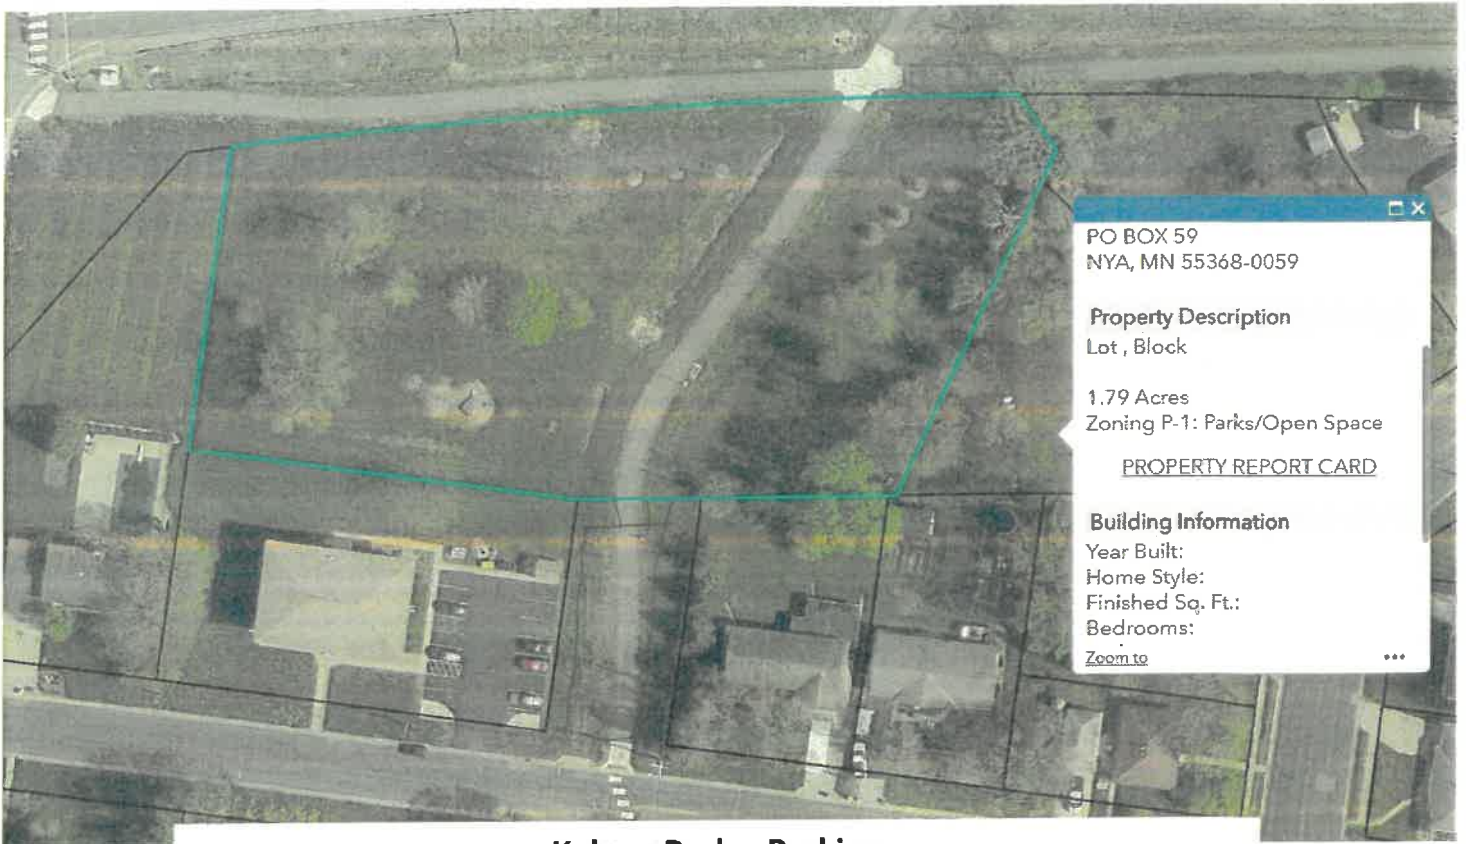 PO BOX 59
NYA, MN 55368-0059
Property Description
Lot , Block
1.79 Acres
Zoning P-1: Parks/Open Space
PROPERTY REPORT CARD
Building Information
Year Built:
Home Style:
Finished Sq. Ft.:
Bedrooms:
Zoom to
•••